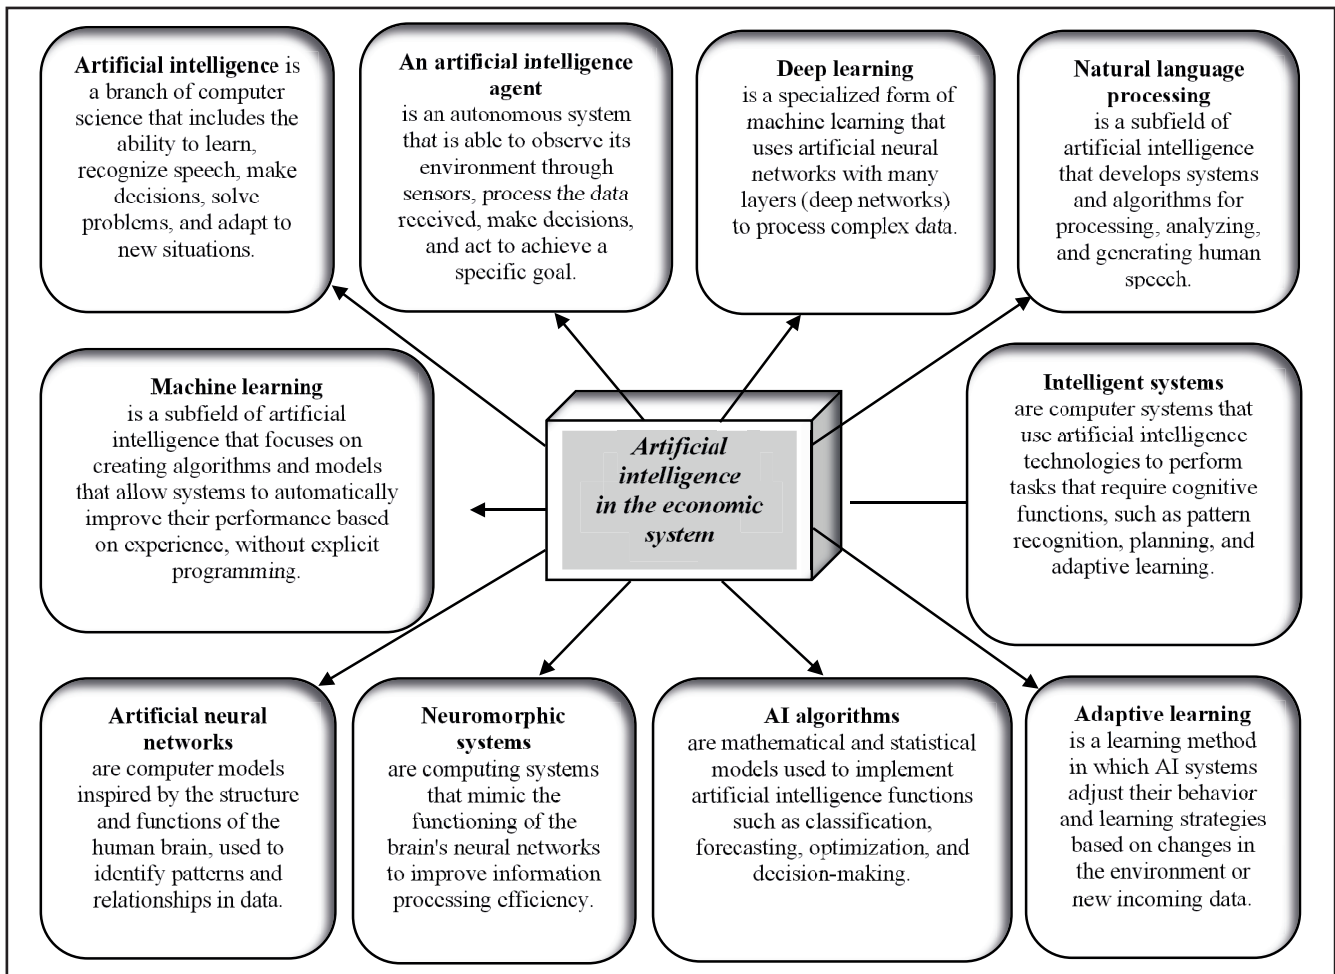 Artificial intelligence is
a branch of computer
science that includes the
ability to learn,
recognize speech, make
decisions, solve
problems, and adapt to
new situations.
An artificial intelligence
agent
is an autonomous system
that is able to observe its
environment through
sensors, process the data
received, make decisions,
and act to achieve a
specific goal.
Deep learning
is a specialized form of
machine learning that
uses artificial neural
networks with many
layers (deep networks)
to process complex data.
Natural language
processing
is a subfield of
artificial intelligence
that develops systems
and algorithms for
processing, analyzing,
and generating human
speech.
Machine learning
is a subfield of artificial
intelligence that focuses on
creating algorithms and models
that allow systems to automatically
improve their performance based
on experience, without explicit
programming.
Artificial
intelligence
in the economic
system
Intelligent systems
are computer systems that
use artificial intelligence
technologies to perform
tasks that require cognitive
functions, such as pattern
recognition, planning, and
adaptive learning.
Artificial neural
networks
are computer models
inspired by the structure
and functions of the
human brain, used to
identify patterns and
relationships in data.
Neuromorphic
systems
are computing systems
that mimic the
functioning of the
brain's neural networks
to improve information
processing efficiency.
AI algorithms
are mathematical and statistical
models used to implement
artificial intelligence functions
such as classification,
forecasting, optimization, and
decision-making.
Adaptive learning
is a learning method
in which AI systems
adjust their behavior
and learning strategies
based on changes in
the environment or
new incoming data.